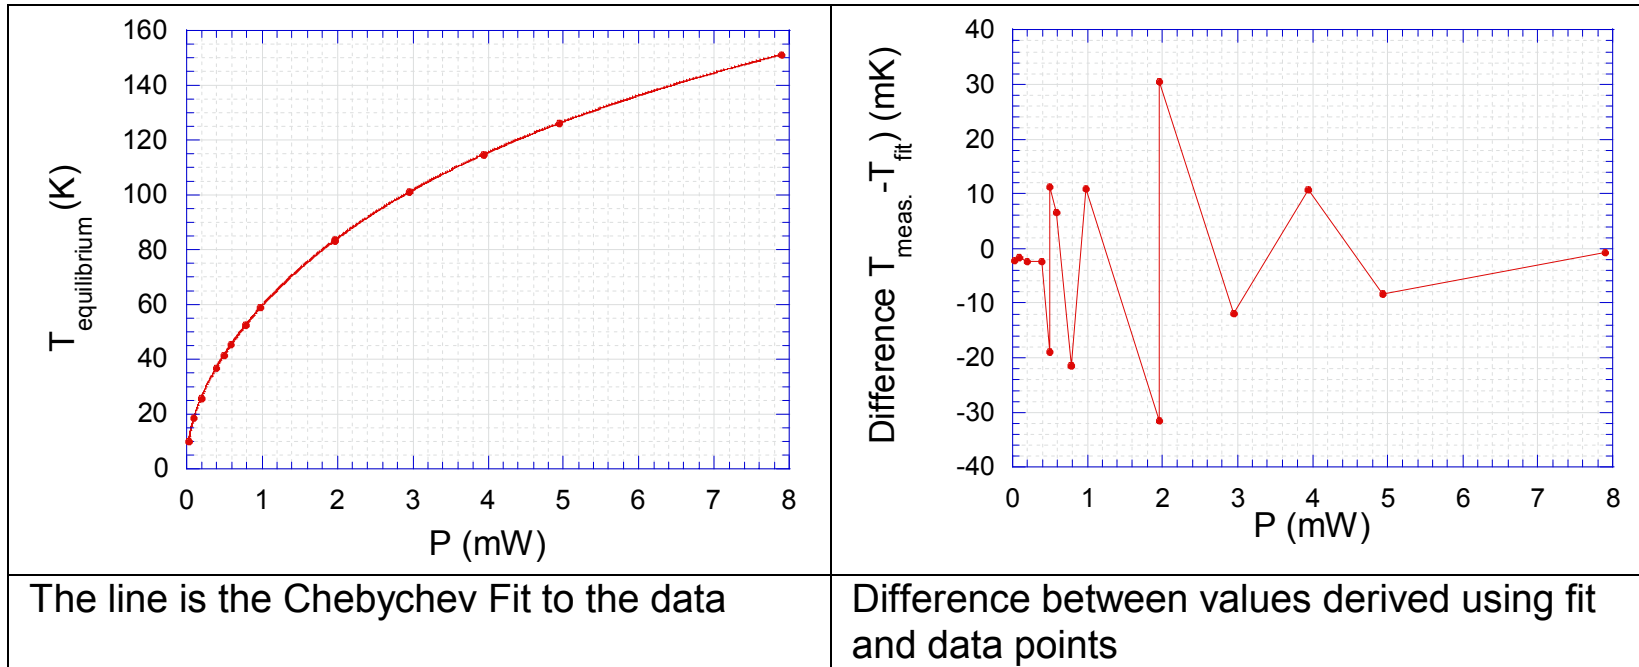 160
140
120
100
80
60
40
20
0
T equilibrium (K)
0 1 2 3 4 5 6 7 8
P (mW)
40
30
20
10
0
-10
-20
-30
-40
Difference T meas. -T fit) (mK)
0 1 2 3 4 5 6 7 8
P (mW)
The line is the Chebychev Fit to the data
Difference between values derived using fit
and data points